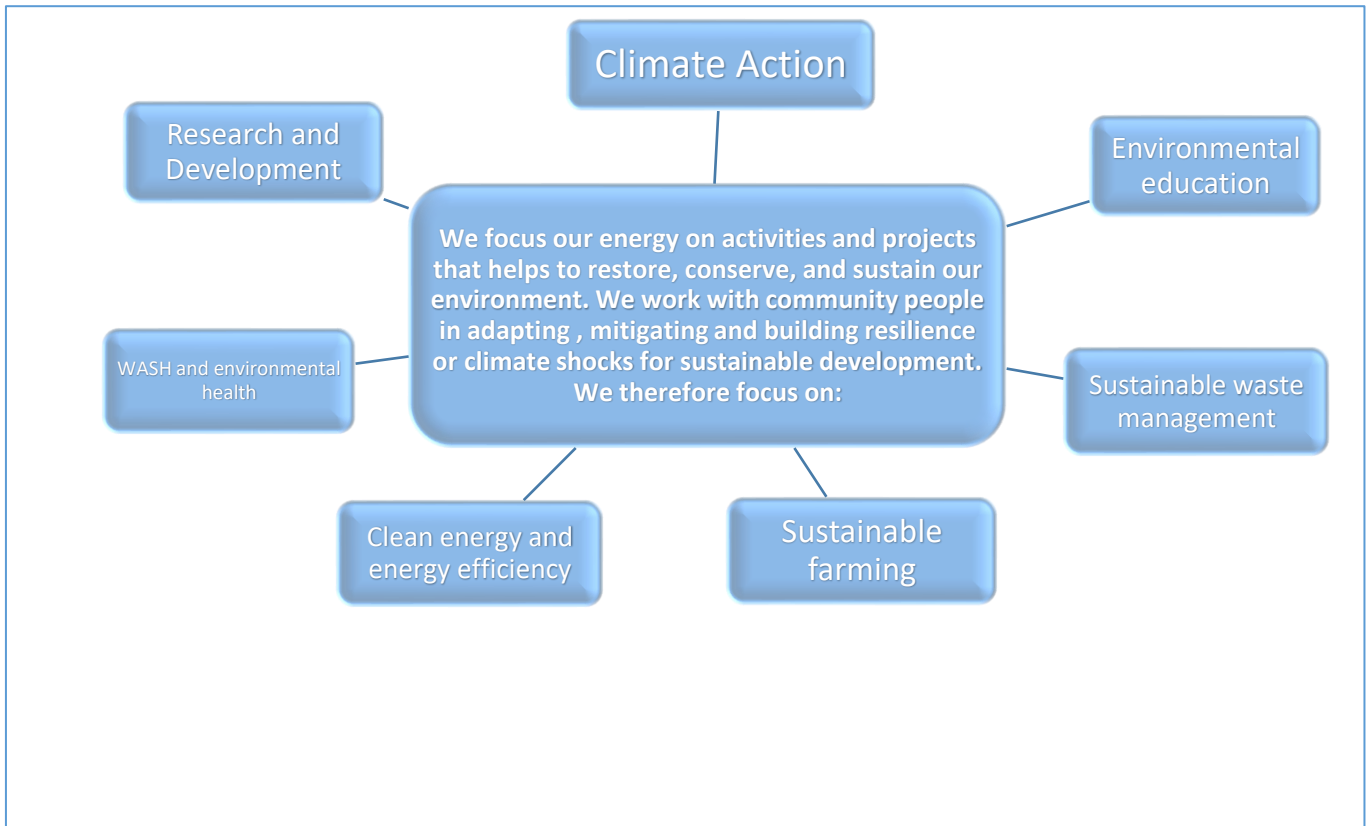 Climate Action
Research and
Development
Environmental
education
We focus our energy on activities and projects
that helps to restore, conserve, and sustain our
environment. We work with community people
in adapting , mitigating and building resilience
or climate shocks for sustainable development.
We therefore focus on:
WASH and environmental
health
Sustainable waste
management
Clean energy and
energy efficiency
Sustainable
farming